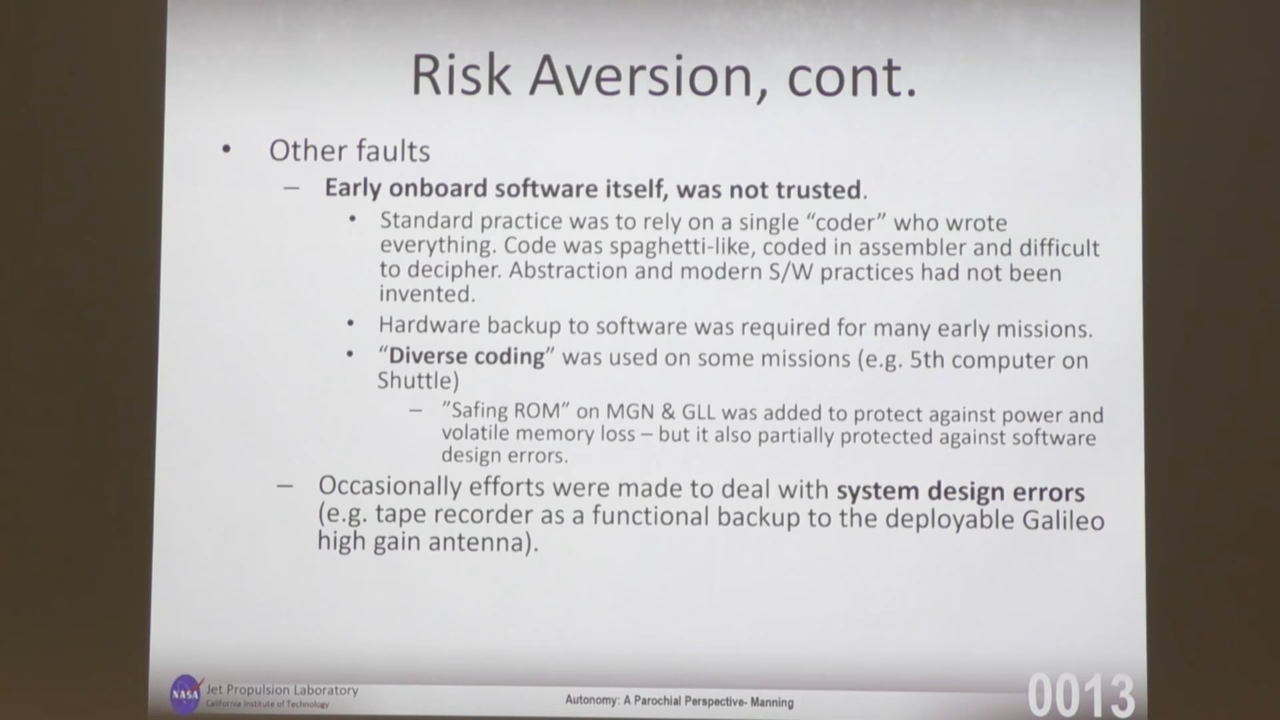 Risk Aversion, cont.
• Other faults
– Early onboard software itself, was not trusted.
• Standard practice was to rely on a single “coder” who wrote
everything. Code was spaghetti-like, coded in assembler and difficult
to decipher. Abstraction and modern S/W practices had not been
invented.
• Hardware backup to software was required for many early missions.
• “Diverse coding” was used on some missions (e.g. 5th computer on
Shuttle)
– ”Safing ROM” on MGN & GLL was added to protect against power and
volatile memory loss – but it also partially protected against software
design errors.
– Occasionally efforts were made to deal with system design errors
(e.g. tape recorder as a functional backup to the deployable Galileo
high gain antenna).
NASA
Jet Propulsion Laboratory
California Institute of Technology
Autonomy: A Parochial Perspective- Manning
0013